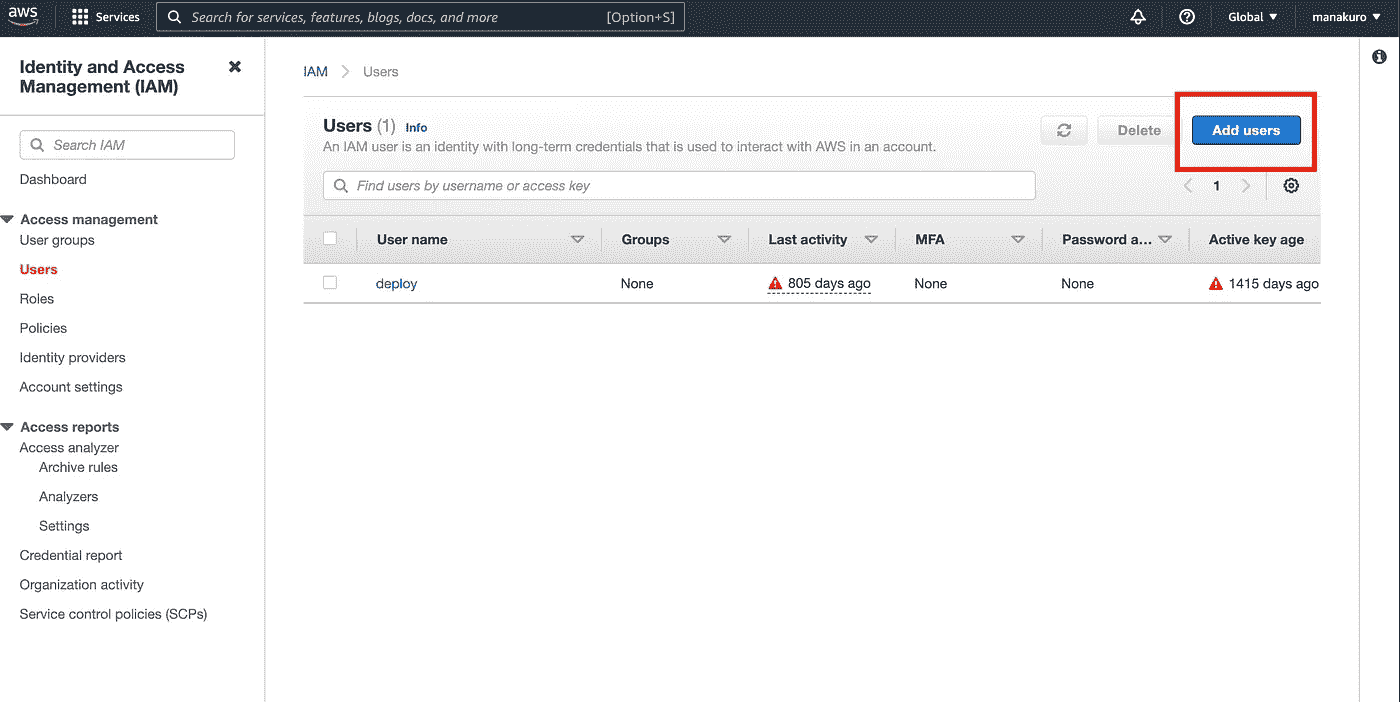 aws Services Search for services, features, blogs, docs, and more [Option+S] Global manakuro
Identity and Access
Management (IAM)
Search IAM
Dashboard
Access management
User groups
Users
Roles
Policies
Identity providers
Account settings
Access reports
Access analyzer
Archive rules
Analyzers
Settings
Credential report
Organization activity
Service control policies (SCPs)
IAM Users
Users (1) Info
An IAM user is an identity with long-term credentials that is used to interact with AWS in an account.
Delete Add users
Find users by username or access key
1
User name Groups Last activity MFA Password a... Active key age
deploy None 805 days ago None None 1415 days ago